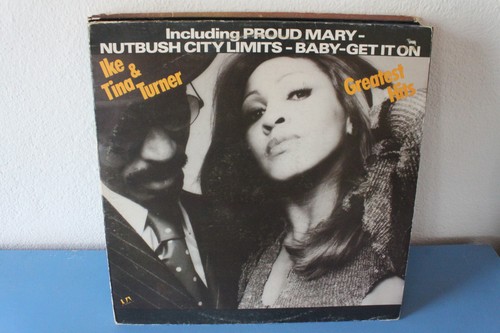 Including PROUD MARY-
NUTBUSH CITY LIMITS-BABY-GET IT ON
Ike
&
Tina Turner
Greatest
Hits